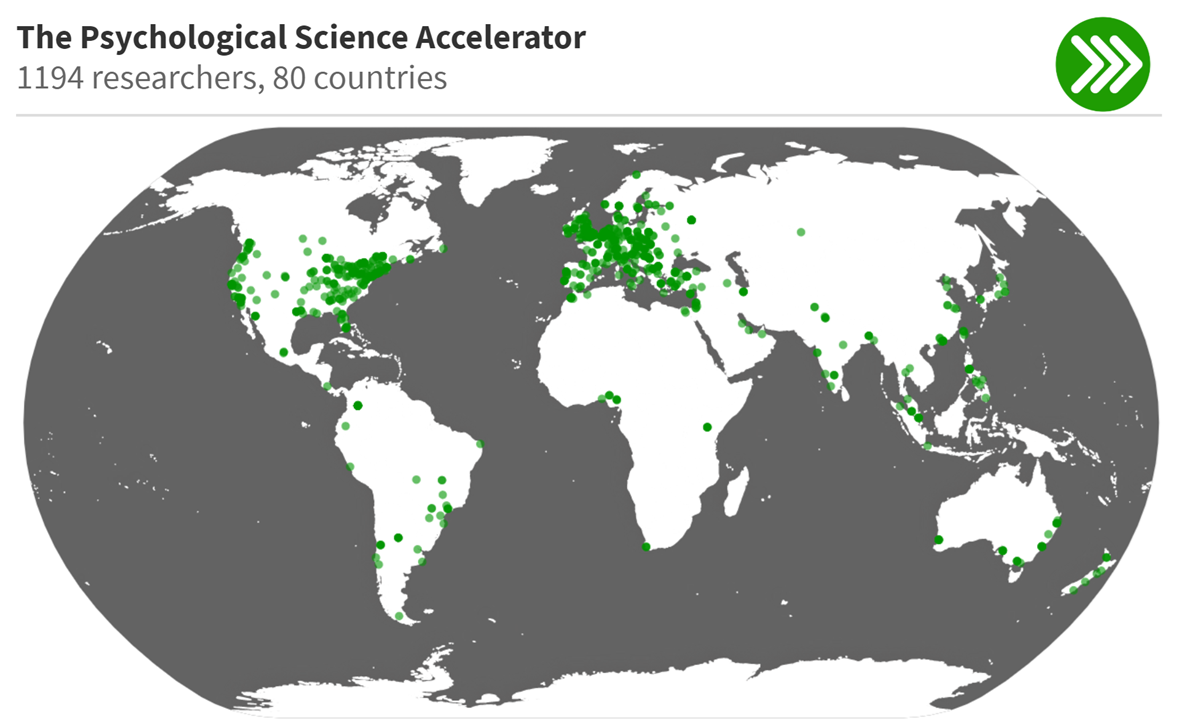 The Psychological Science Accelerator
1194 researchers, 80 countries